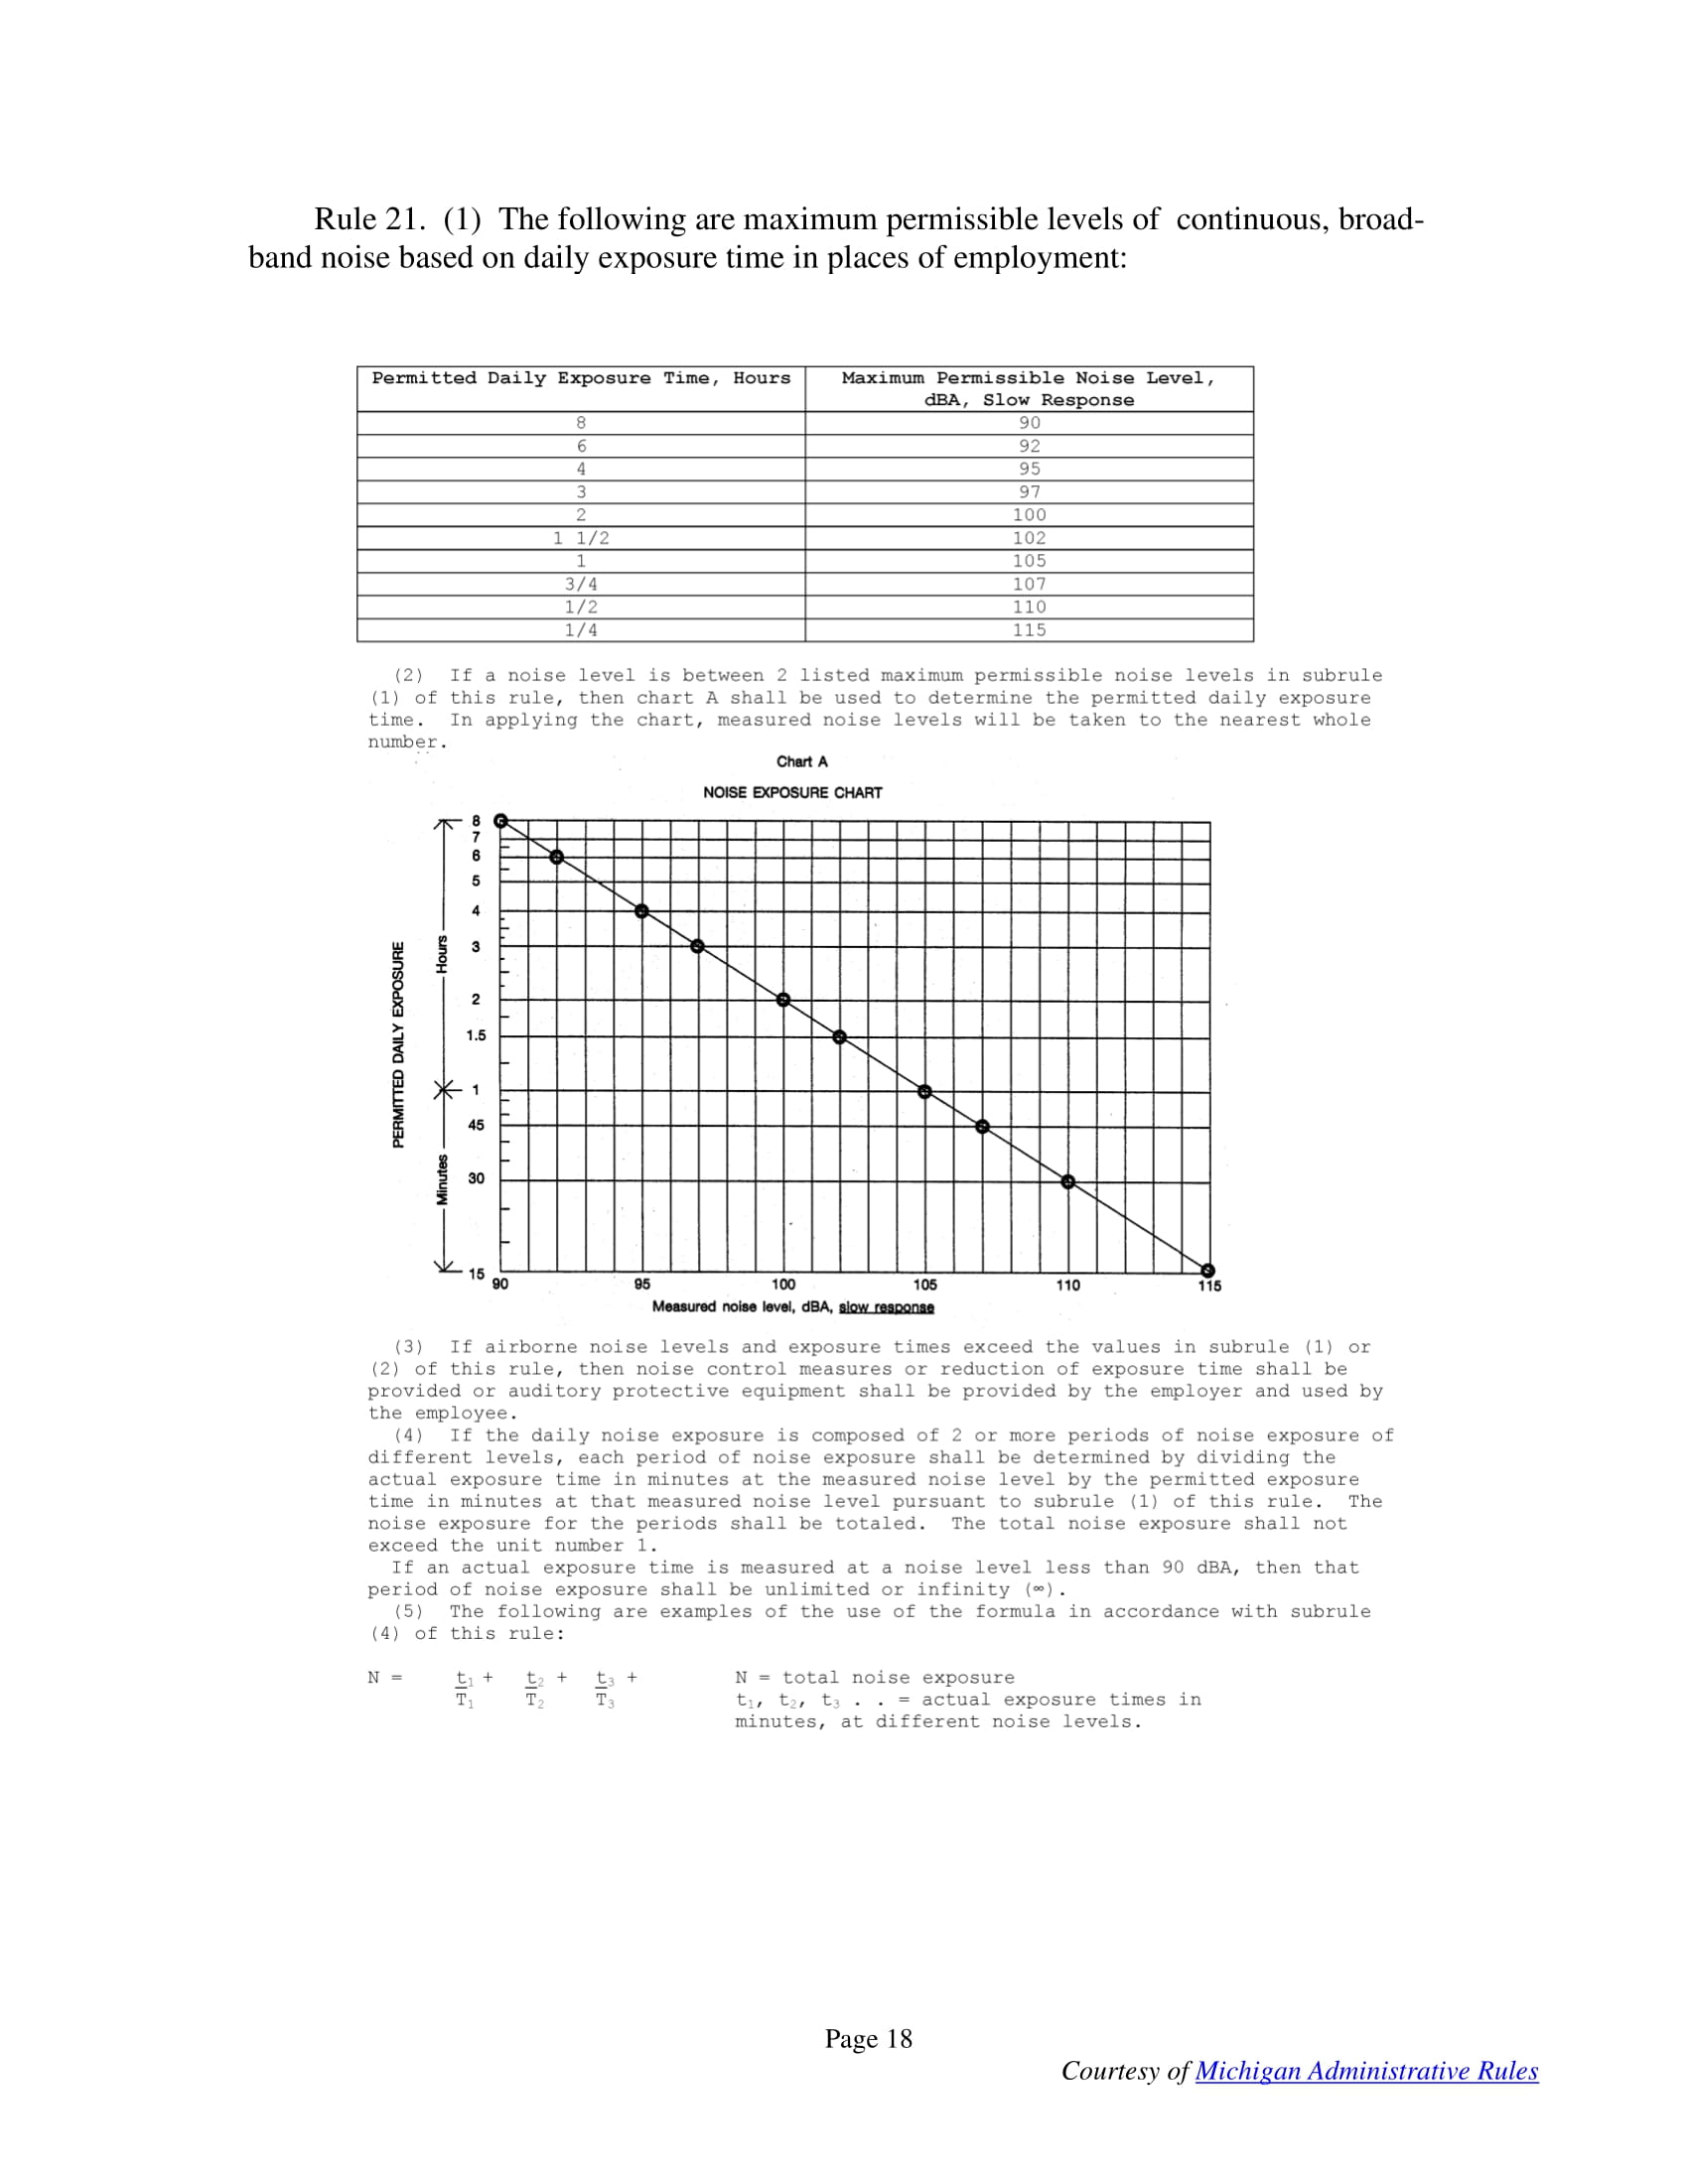 Rule 21. (1) The following are maximum permissible levels of continuous, broad-
band noise based on daily exposure time in places of employment:
Permitted Daily Exposure Time, Hours Maximum Permissible Noise Level,
dBA, Slow Response
8 90
6 92
4 95
3 97
2 100
1 1/2 102
1 105
3/4 107
1/2 110
1/4 115
(2) If a noise level is between 2 listed maximum permissible noise levels in subrule
(1) of this rule, then chart A shall be used to determine the permitted daily exposure
time. In applying the chart, measured noise levels will be taken to the nearest whole
number.
Chart A
NOISE EXPOSURE CHART
PERMITTED DAILY EXPOSURE
Hours
Minutes
8
7
6
5
4
3
2
1.5
1
45
30
15
90 95 100 105 110 115
Measured noise level, dBA, slow response
(3) If airborne noise levels and exposure times exceed the values in subrule (1) or
(2) of this rule, then noise control measures or reduction of exposure time shall be
provided or auditory protective equipment shall be provided by the employer and used by
the employee.
(4) If the daily noise exposure is composed of 2 or more periods of noise exposure of
different levels, each period of noise exposure shall be determined by dividing the
actual exposure time in minutes at the measured noise level by the permitted exposure
time in minutes at that measured noise level pursuant to subrule (1) of this rule. The
noise exposure for the periods shall be totaled. The total noise exposure shall not
exceed the unit number 1.
If an actual exposure time is measured at a noise level less than 90 dBA, then that
period of noise exposure shall be unlimited or infinity (∞).
(5) The following are examples of the use of the formula in accordance with subrule
(4) of this rule:
N = t₁ + t₂ + t₃ + N = total noise exposure
T₁ T₂ T₃ t₁, t₂, t₃ . . = actual exposure times in
minutes, at different noise levels.
Page 18
Courtesy of Michigan Administrative Rules